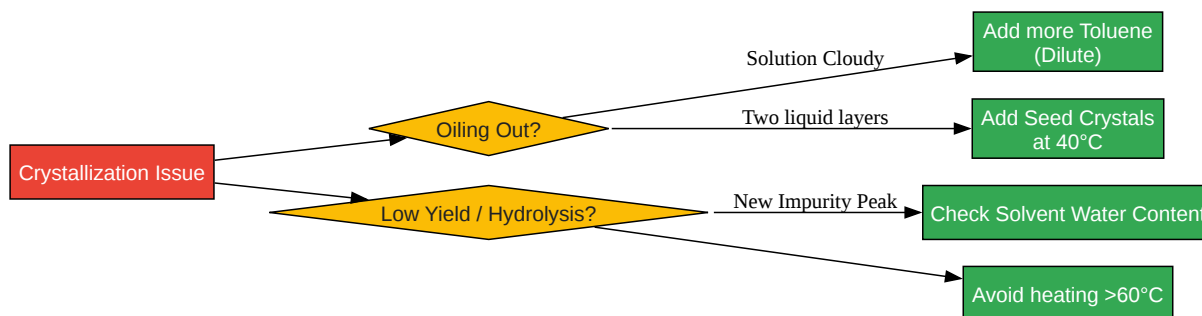 Crystallization Issue
Oiling Out?
Low Yield / Hydrolysis?
Solution Cloudy
Two liquid layers
New Impurity Peak
Add more Toluene
(Dilute)
Add Seed Crystals
at 40°C
Check Solvent Water Content
Avoid heating >60°C